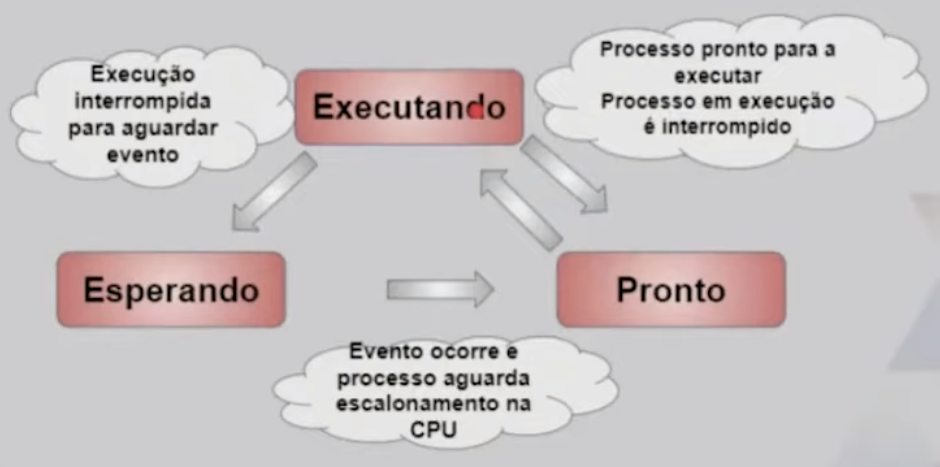 Execução
interrompida
para aguardar
evento
Executando
Processo pronto para a
executar
Processo em execução
é interrompido
Esperando
Pronto
Evento ocorre e
processo aguarda
escalonamento na
CPU